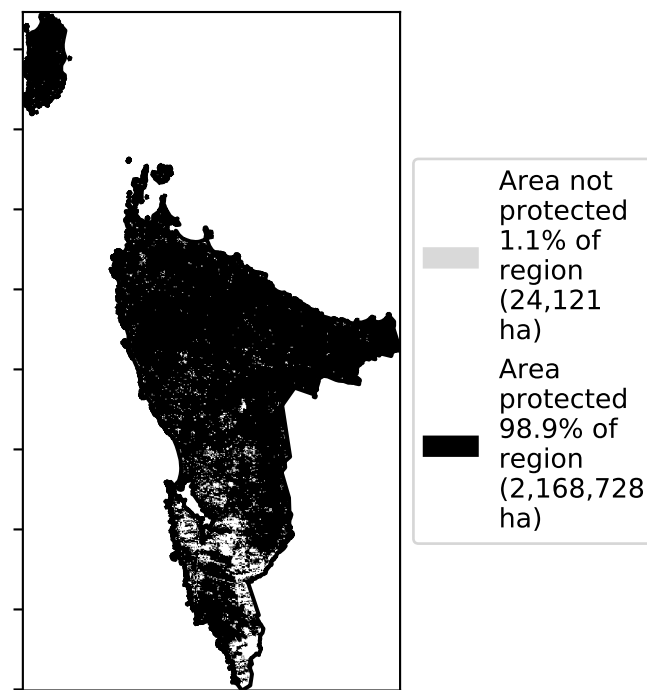 Area not
protected
1.1% of
region
(24,121
ha)
Area
protected
98.9% of
region
(2,168,728
ha)